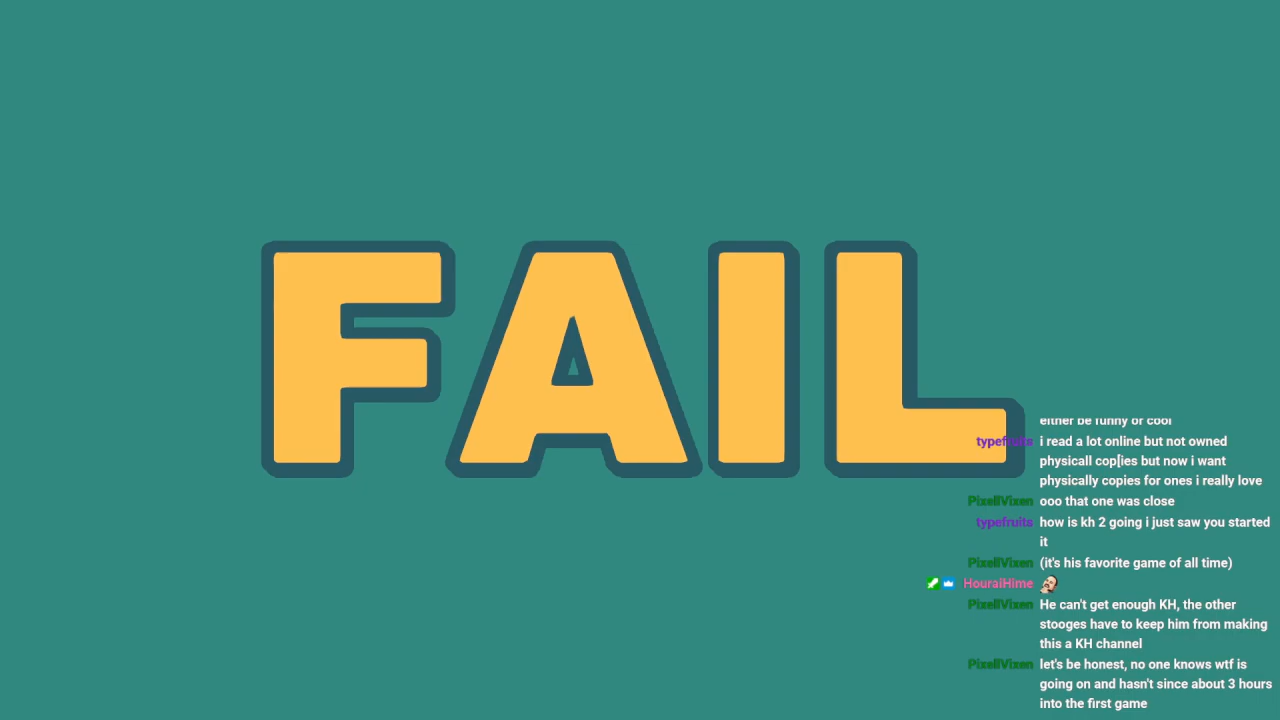 FAIL
either be funny or cool
typefruits i read a lot online but not owned
physicall cop[ies but now i want
physically copies for ones i really love
PixellVixen ooo that one was close
typefruits how is kh 2 going i just saw you started
it
PixellVixen (it's his favorite game of all time)
HouraiHime
PixellVixen He can't get enough KH, the other
stooges have to keep him from making
this a KH channel
PixellVixen let's be honest, no one knows wtf is
going on and hasn't since about 3 hours
into the first game